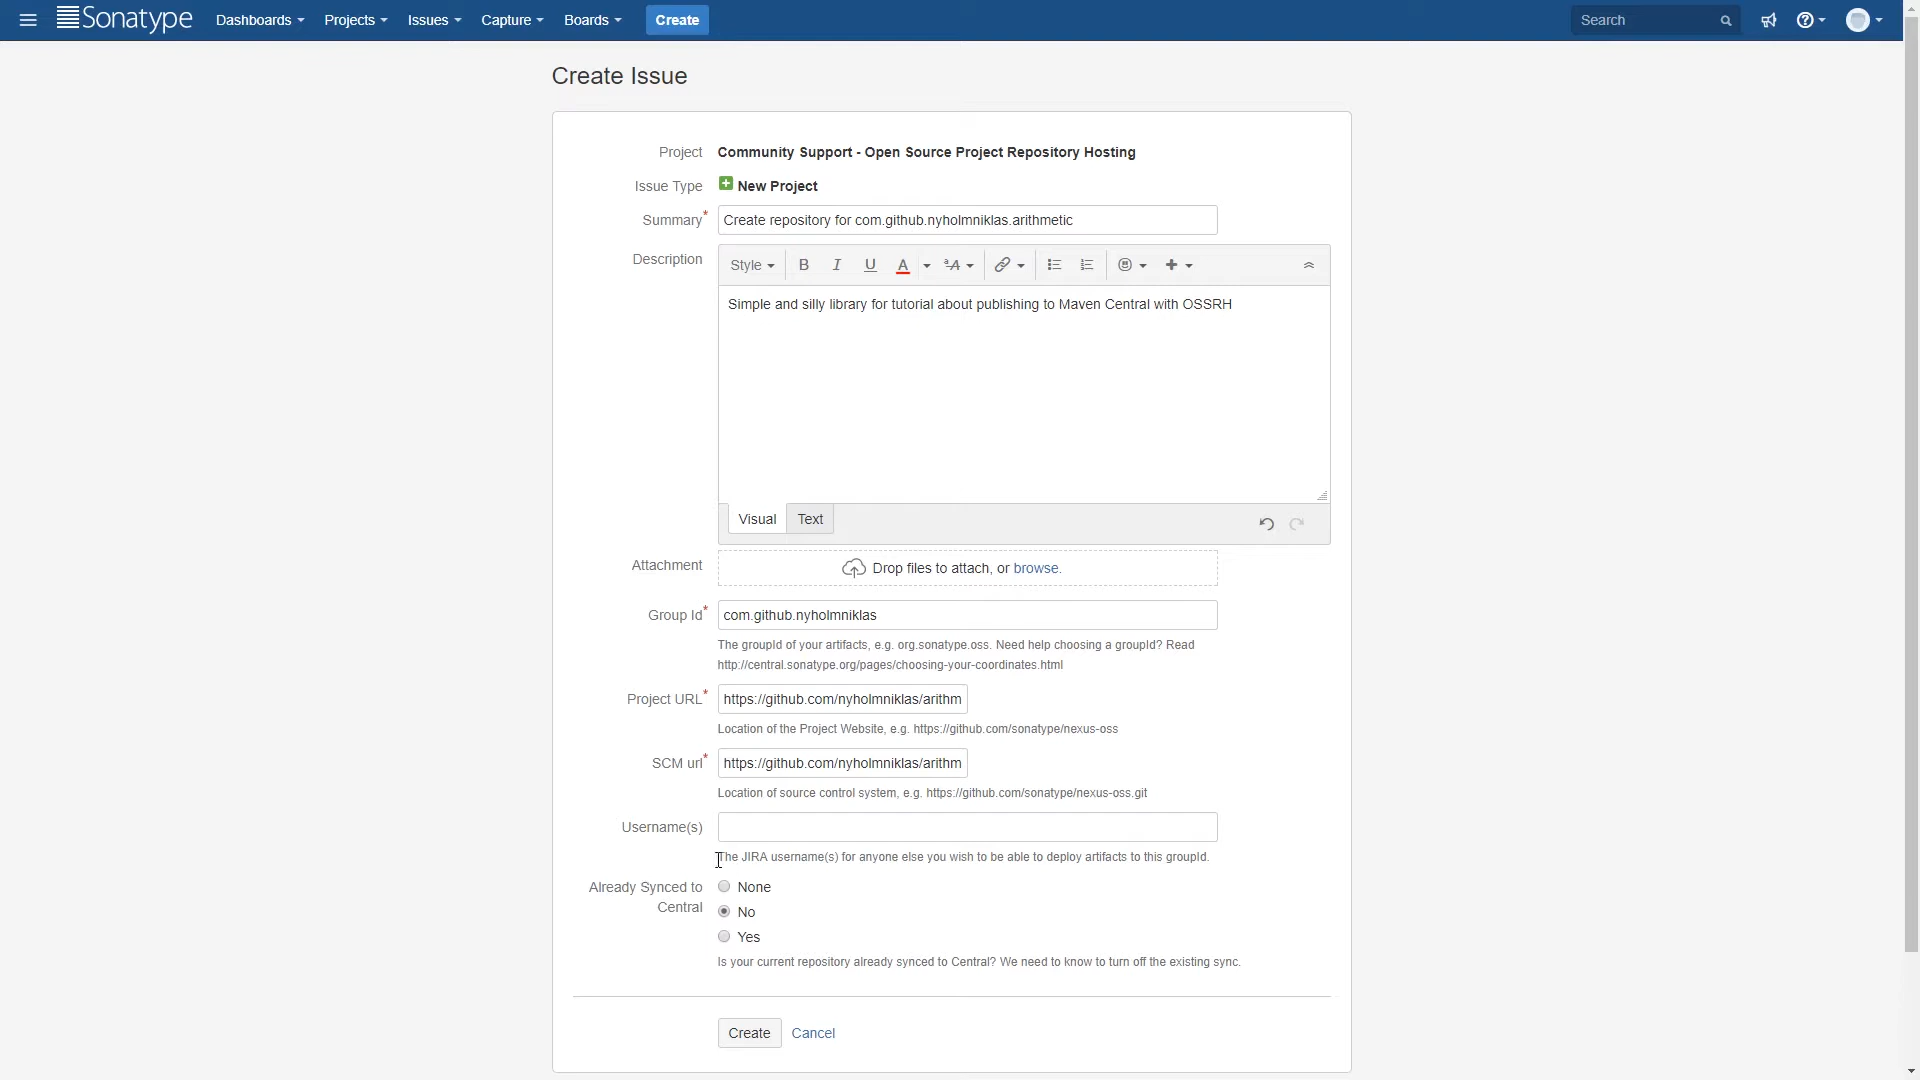 Sonatype Dashboards Projects Issues Capture Boards Create Search
Create Issue
Project Community Support - Open Source Project Repository Hosting
Issue Type New Project
Summary* Create repository for com.github.nyholmniklas.arithmetic
Description Style B I U A ªA
Simple and silly library for tutorial about publishing to Maven Central with OSSRH
Visual Text
Attachment Drop files to attach, or browse.
Group Id* com.github.nyholmniklas
The groupId of your artifacts, e.g. org.sonatype.oss. Need help choosing a groupId? Read
http://central.sonatype.org/pages/choosing-your-coordinates.html
Project URL* https://github.com/nyholmniklas/arithm
Location of the Project Website, e.g. https://github.com/sonatype/nexus-oss
SCM url* https://github.com/nyholmniklas/arithm
Location of source control system, e.g. https://github.com/sonatype/nexus-oss.git
Username(s)
The JIRA username(s) for anyone else you wish to be able to deploy artifacts to this groupId.
Already Synced to None
Central No
Yes
Is your current repository already synced to Central? We need to know to turn off the existing sync.
Create Cancel